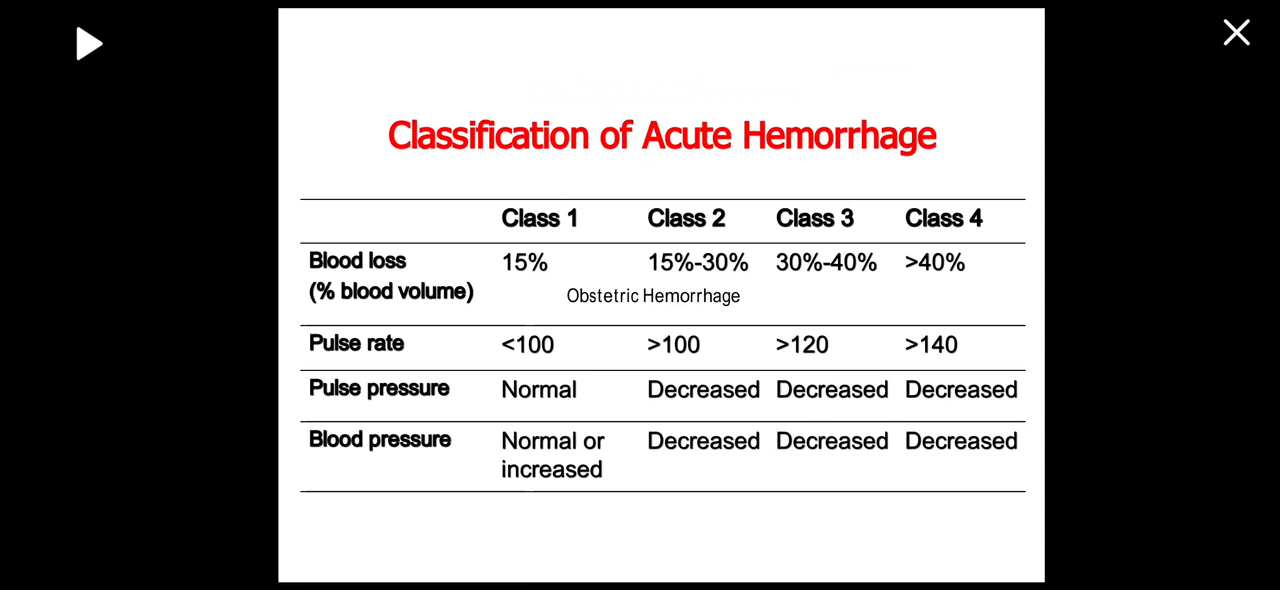 Classification of Acute Hemorrhage
Class 1 Class 2 Class 3 Class 4
Blood loss 15% 15%-30% 30%-40% >40%
(% blood volume)
Obstetric Hemorrhage
Pulse rate <100 >100 >120 >140
Pulse pressure Normal Decreased Decreased Decreased
Blood pressure Normal or Decreased Decreased Decreased
increased